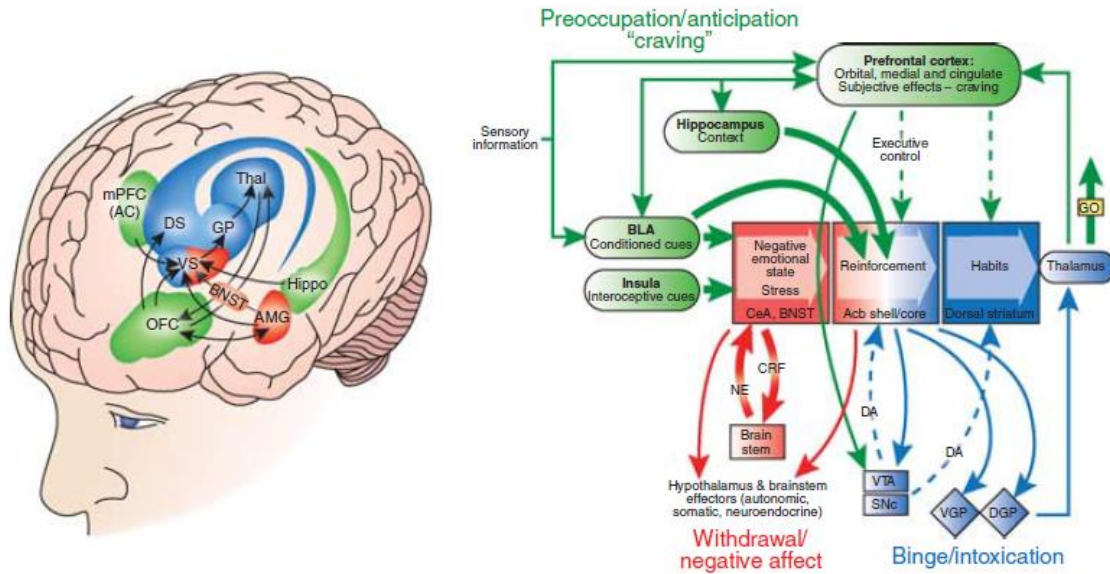 mPFC
(AC)
DS
Thal
GP
VS
BNST
Hippo
OFC
AMG
Preoccupation/anticipation
“craving”
Prefrontal cortex:
Orbital, medial and cingulate
Subjective effects – craving
Sensory
information
Hippocampus
Context
Executive
control
GO
BLA
Conditioned cues
Insula
Interoceptive cues
Negative
emotional
state
Stress
CeA, BNST
Reinforcement
Acb shell/core
Habits
Dorsal striatum
Thalamus
NE
CRF
Brain
stem
DA
DA
VTA
SNc
VGP
DGP
Hypothalamus & brainstem
effectors (autonomic,
somatic, neuroendocrine)
Withdrawal/
negative affect
Binge/intoxication